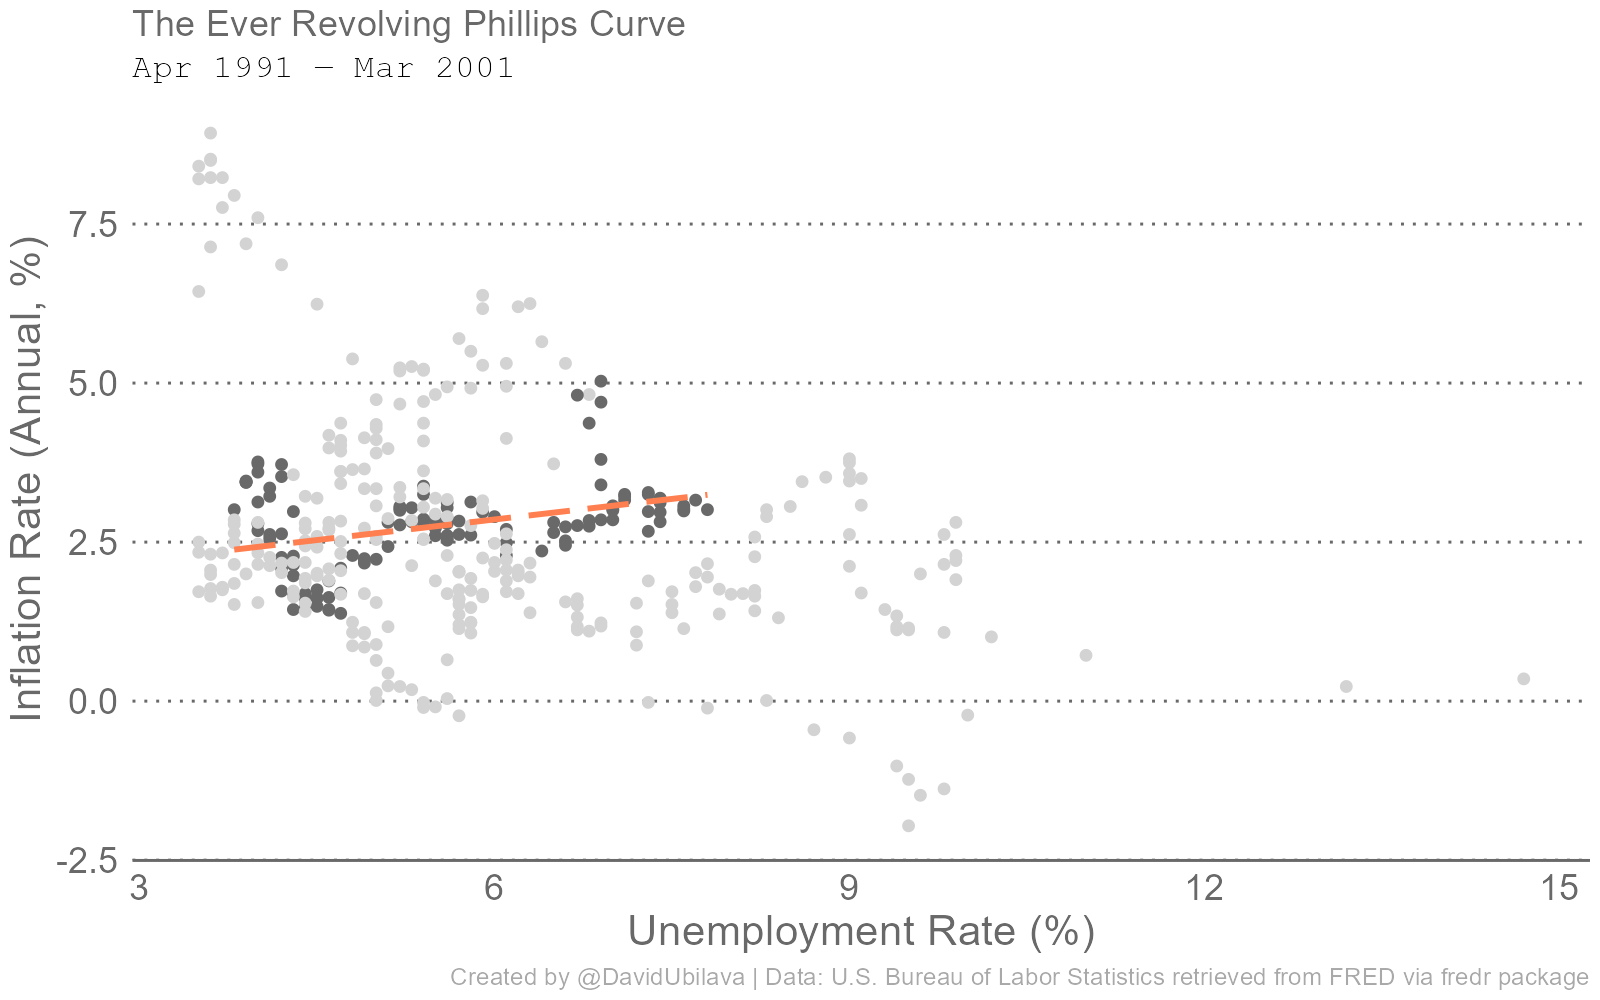 The Ever Revolving Phillips Curve
Apr 1991 — Mar 2001
Inflation Rate (Annual, %)
7.5
5.0
2.5
0.0
-2.5
3 6 9 12 15
Unemployment Rate (%)
Created by @DavidUbilava | Data: U.S. Bureau of Labor Statistics retrieved from FRED via fredr package